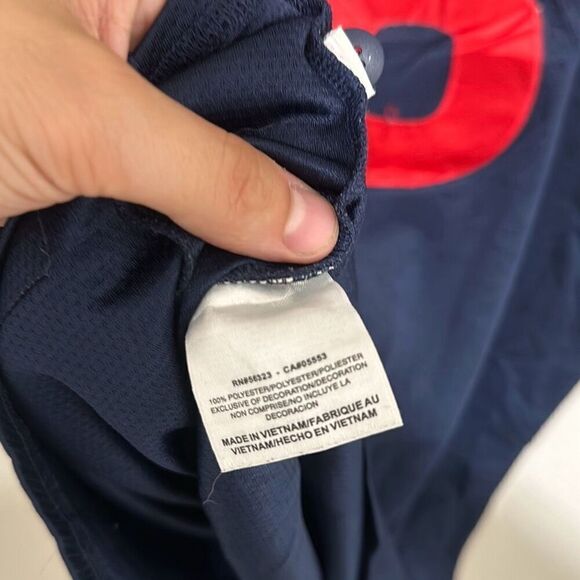 RN#56323 - CA#05553
100% POLYESTER/POLYESTER/POLIESTER
EXCLUSIVE OF DECORATION/DECORATION
NON COMPRISE/NO INCLUYE LA
DECORACION
MADE IN VIETNAM/FABRIQUE AU
VIETNAM/HECHO EN VIETNAM